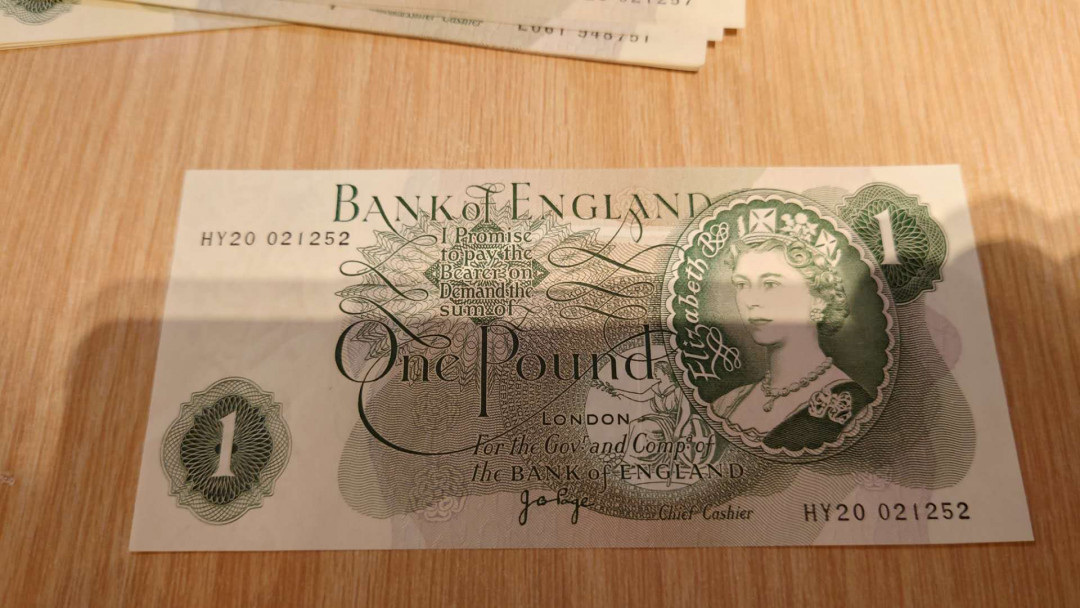 BANK of ENGLAND
HY20 021252
I Promise
to pay the
Bearer on
Demand the
sum of
One Pound
Elizabeth R
1
1
LONDON
For the Govr. and Compa. of
the BANK of ENGLAND
Chief Cashier
HY20 021252